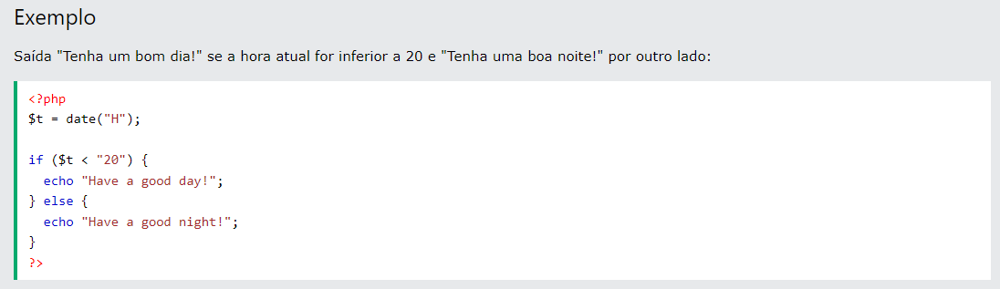 Exemplo
Saída "Tenha um bom dia!" se a hora atual for inferior a 20 e "Tenha uma boa noite!" por outro lado:
<?php
$t = date("H");
if ($t < "20") {
  echo "Have a good day!";
} else {
  echo "Have a good night!";
}
?>